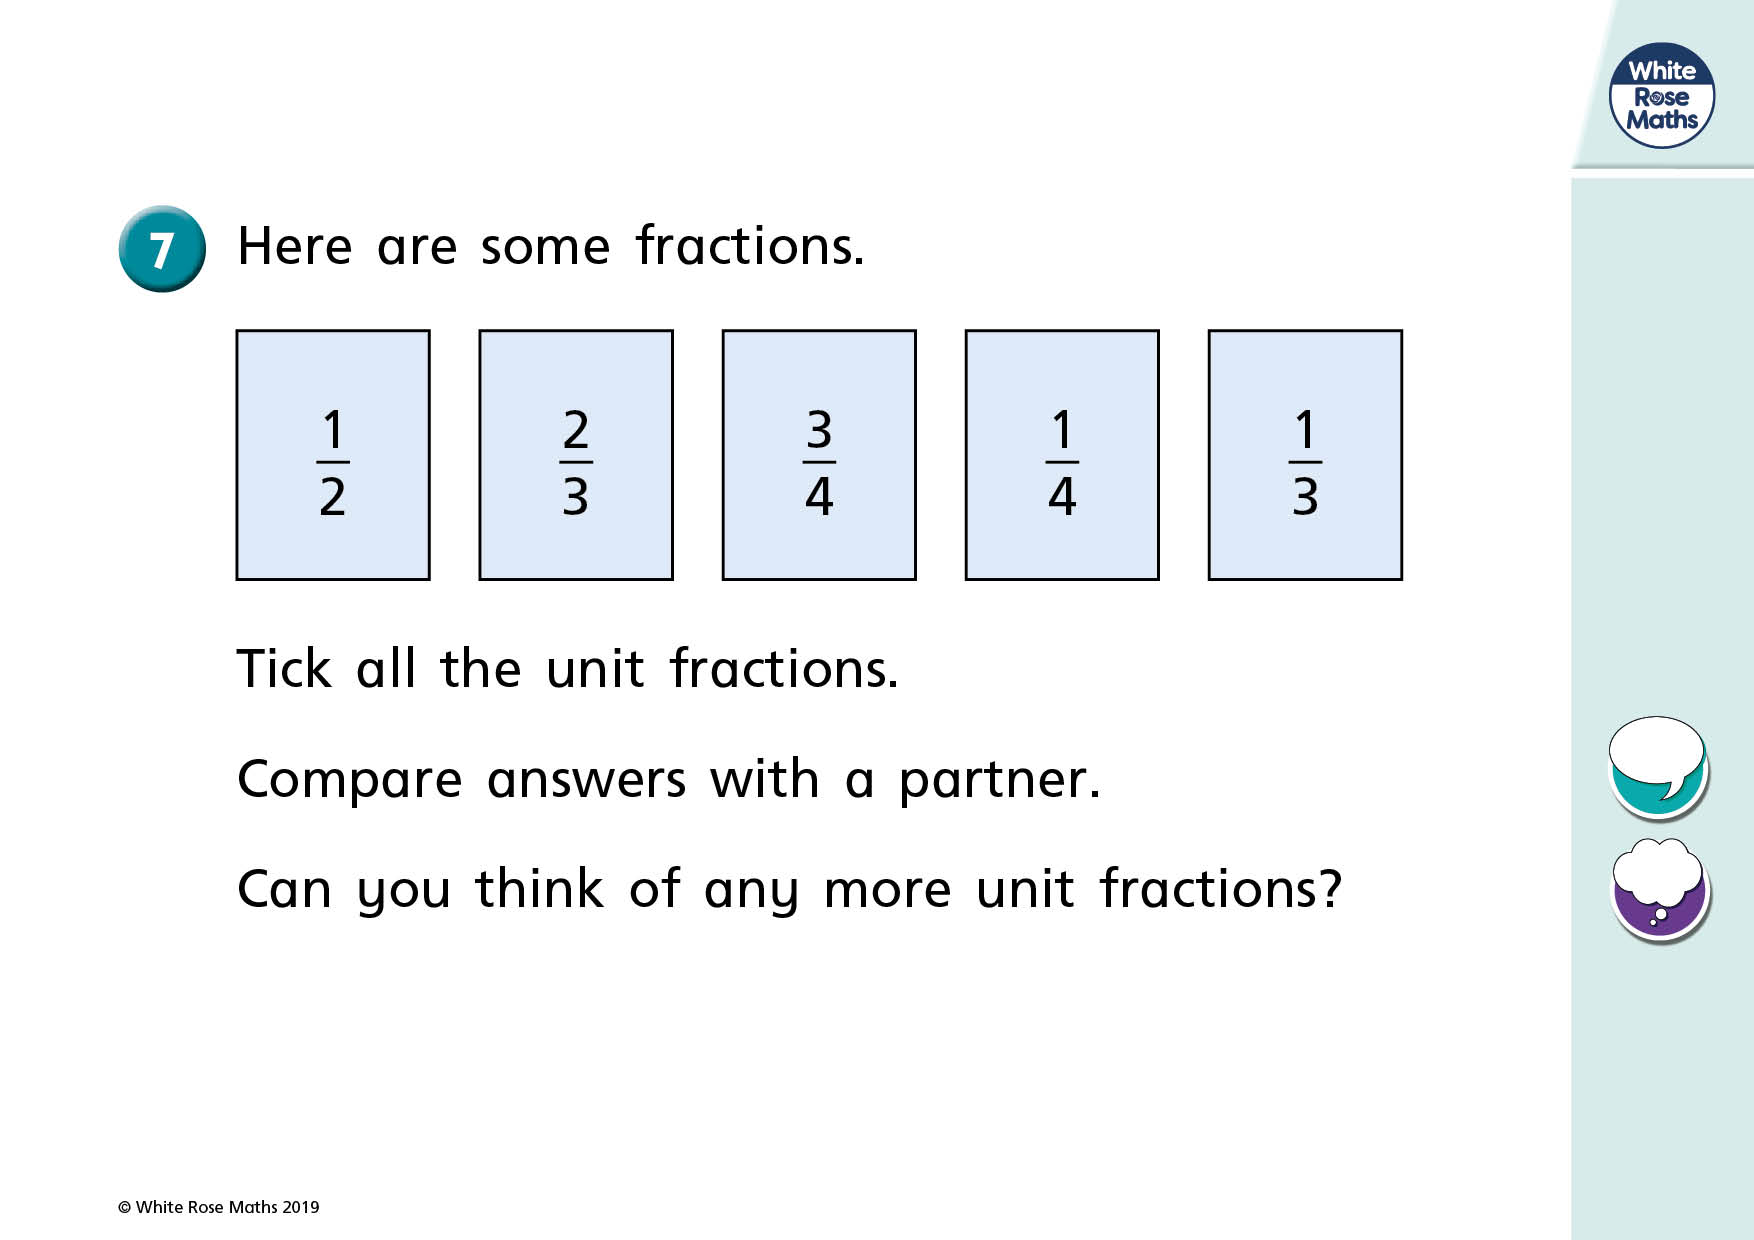 White
Rose
Maths
7 Here are some fractions.
1/2 2/3 3/4 1/4 1/3
Tick all the unit fractions.
Compare answers with a partner.
Can you think of any more unit fractions?
© White Rose Maths 2019